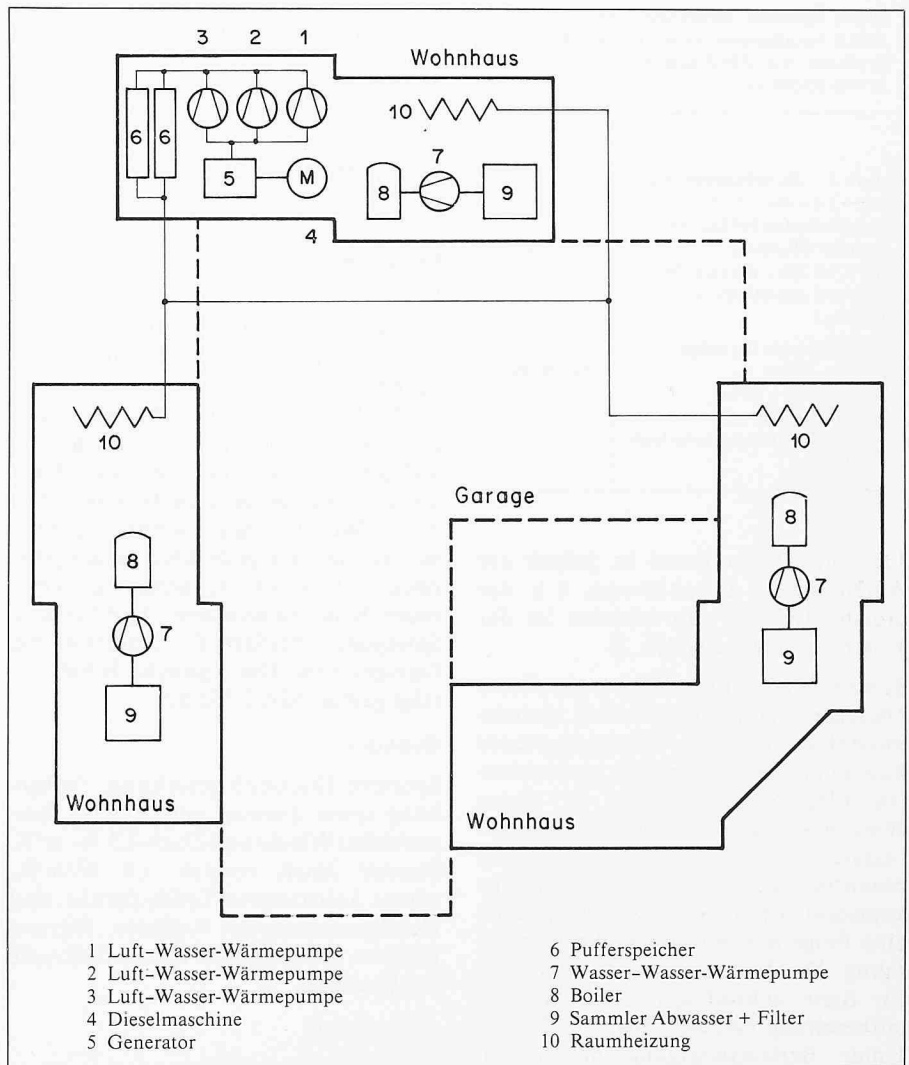 3 2 1
Wohnhaus
10
6 6
7
5 M 8 9
4
10
10
Garage
8
8
7
7
9
9
Wohnhaus
Wohnhaus
1 Luft-Wasser-Wärmepumpe
2 Luft-Wasser-Wärmepumpe
3 Luft-Wasser-Wärmepumpe
4 Dieselmaschine
5 Generator
6 Pufferspeicher
7 Wasser-Wasser-Wärmepumpe
8 Boiler
9 Sammler Abwasser + Filter
10 Raumheizung